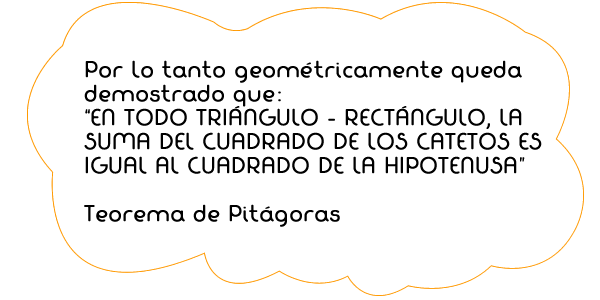 Por lo tanto geométricamente queda
demostrado que:
"EN TODO TRIÁNGULO - RECTÁNGULO, LA
SUMA DEL CUADRADO DE LOS CATETOS ES
IGUAL AL CUADRADO DE LA HIPOTENUSA"
Teorema de Pitágoras